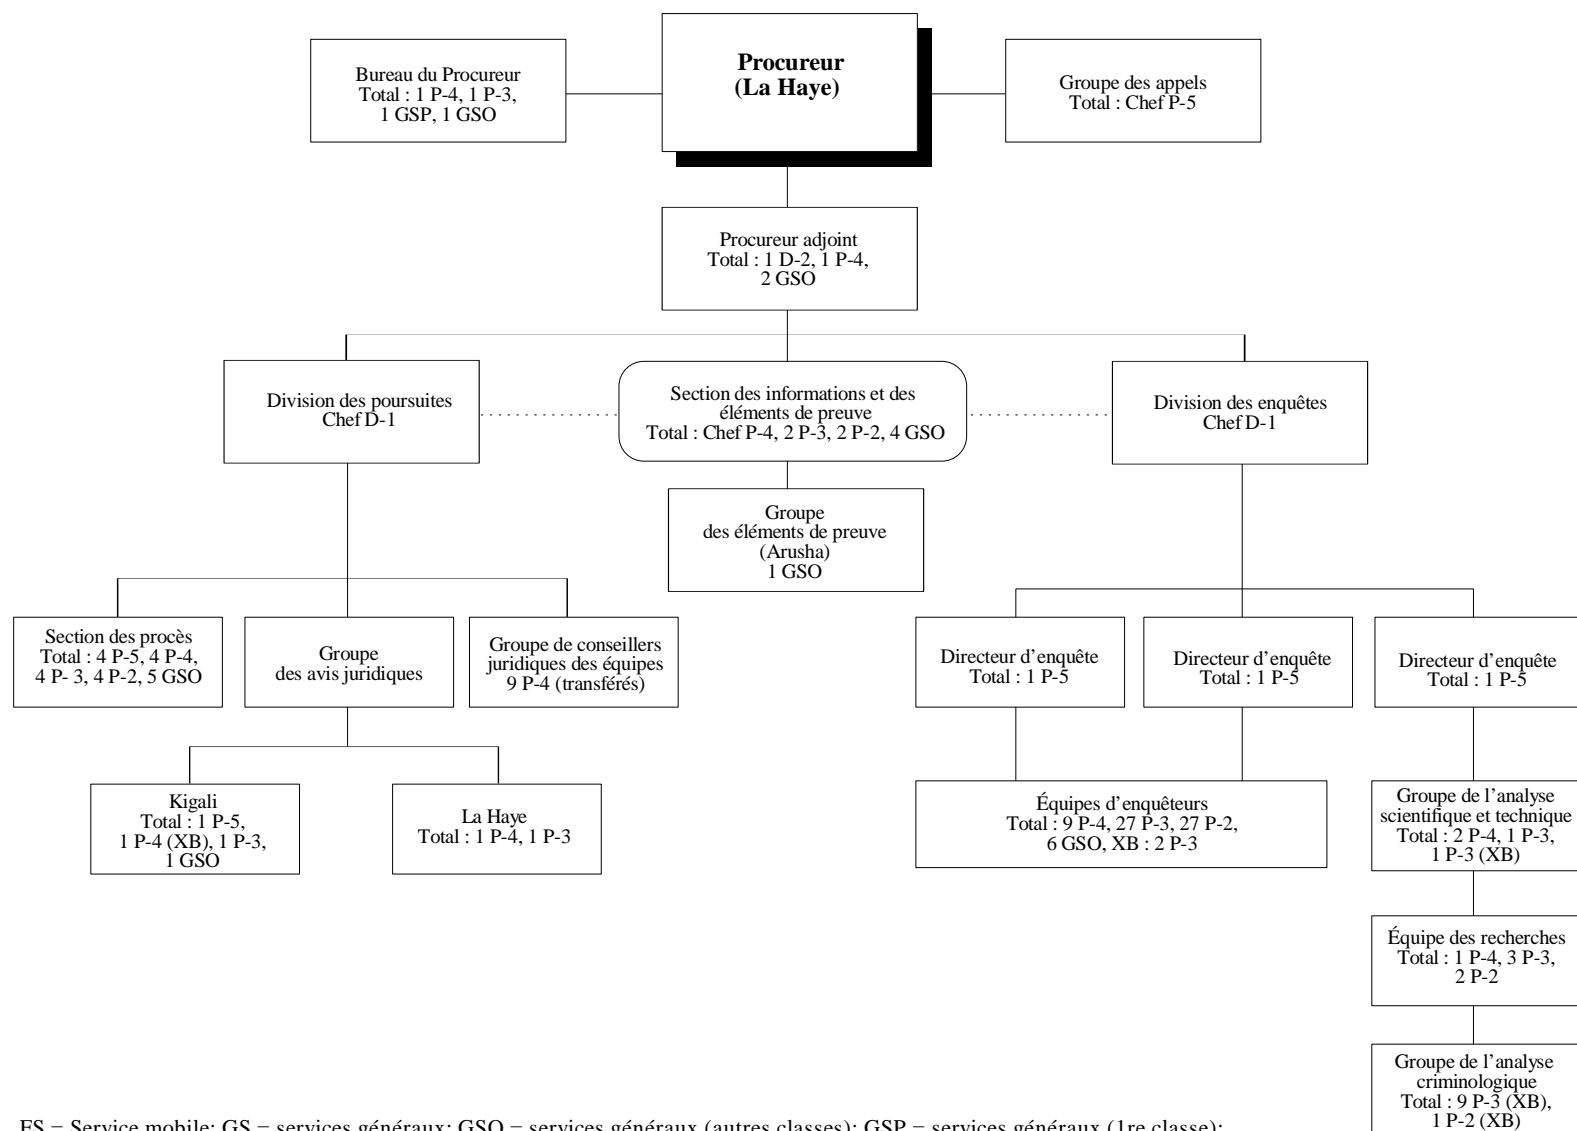 Procureur
(La Haye)
Bureau du Procureur
Total : 1 P-4, 1 P-3,
1 GSP, 1 GSO
Groupe des appels
Total : Chef P-5
Procureur adjoint
Total : 1 D-2, 1 P-4,
2 GSO
Division des poursuites
Chef D-1
Section des informations et des
éléments de preuve
Total : Chef P-4, 2 P-3, 2 P-2, 4 GSO
Division des enquêtes
Chef D-1
Groupe
des éléments de preuve
(Arusha)
1 GSO
Section des procès
Total : 4 P-5, 4 P-4,
4 P- 3, 4 P-2, 5 GSO
Groupe
des avis juridiques
Groupe de conseillers
juridiques des équipes
9 P-4 (transférés)
Directeur d’enquête
Total : 1 P-5
Directeur d’enquête
Total : 1 P-5
Directeur d’enquête
Total : 1 P-5
Kigali
Total : 1 P-5,
1 P-4 (XB), 1 P-3,
1 GSO
La Haye
Total : 1 P-4, 1 P-3
Équipes d’enquêteurs
Total : 9 P-4, 27 P-3, 27 P-2,
6 GSO, XB : 2 P-3
Groupe de l’analyse
scientifique et technique
Total : 2 P-4, 1 P-3,
1 P-3 (XB)
Équipe des recherches
Total : 1 P-4, 3 P-3,
2 P-2
Groupe de l’analyse
criminologique
Total : 9 P-3 (XB),
1 P-2 (XB)
FS = Service mobile; GS = services généraux; GSO = services généraux (autres classes); GSP = services généraux (1re classe);